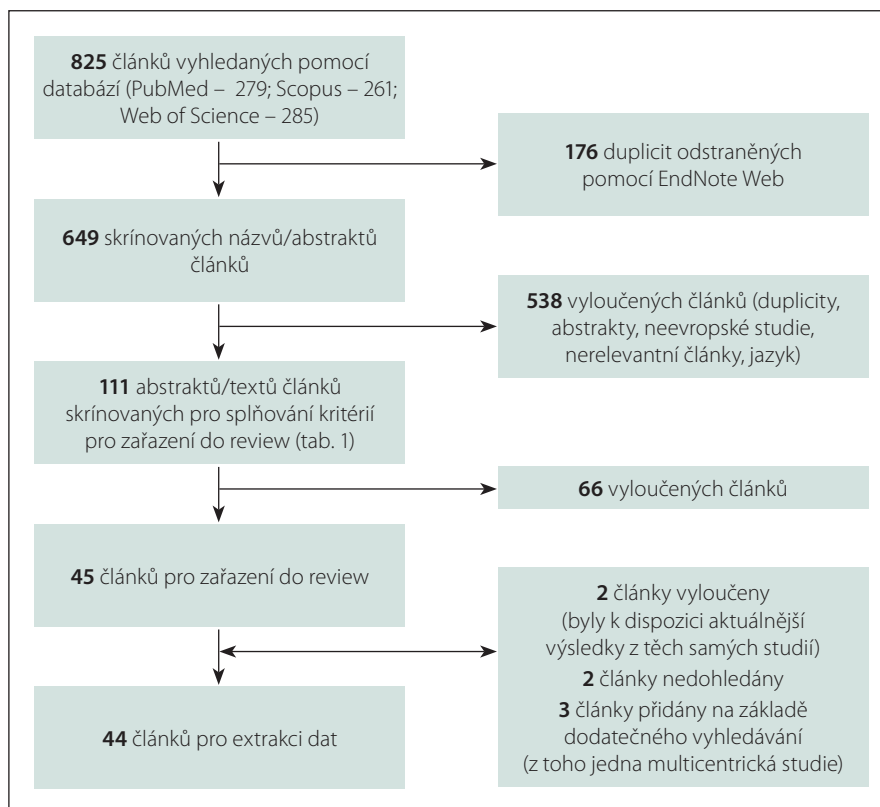 825 článků vyhledaných pomocí
databází (PubMed – 279; Scopus – 261;
Web of Science – 285)
176 duplicit odstraněných
pomocí EndNote Web
649 skrínovaných názvů/abstraktů
článků
538 vyloučených článků (duplicity,
abstrakty, neevropské studie,
nerelevantní články, jazyk)
111 abstraktů/textů článků
skrínovaných pro splňování kritérií
pro zařazení do review (tab. 1)
66 vyloučených článků
45 článků pro zařazení do review
2 články vyloučeny
(byly k dispozici aktuálnější
výsledky z těch samých studií)
2 články nedohledány
3 články přidány na základě
dodatečného vyhledávání
(z toho jedna multicentrická studie)
44 článků pro extrakci dat